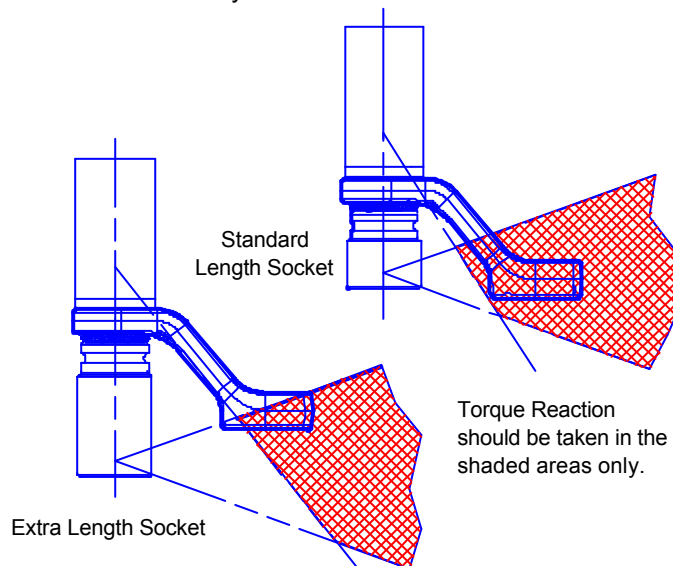 Standard
Length Socket
Torque Reaction
should be taken in the
shaded areas only.
Extra Length Socket